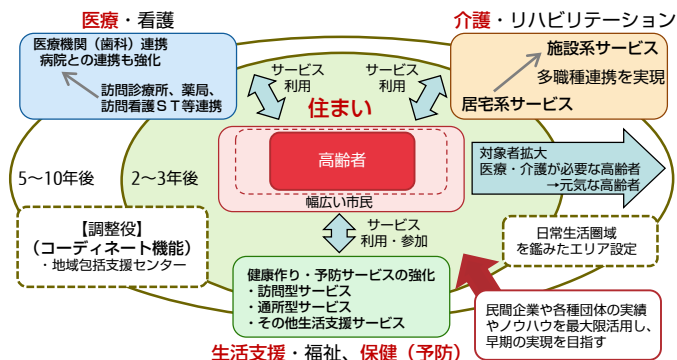 医療・看護
介護・リハビリテーション
医療機関（歯科）連携
病院との連携も強化
訪問診療所、薬局、
訪問看護ＳＴ等連携
サービス
利用
サービス
利用
施設系サービス
多職種連携を実現
居宅系サービス
住まい
高齢者
幅広い市民
5〜10年後
2〜3年後
対象者拡大
医療・介護が必要な高齢者
→元気な高齢者
【調整役】
（コーディネート機能）
・地域包括支援センター
サービス
利用・参加
日常生活圏域
を鑑みたエリア設定
健康作り・予防サービスの強化
・訪問型サービス
・通所型サービス
・その他生活支援サービス
民間企業や各種団体の実績
やノウハウを最大限活用し、
早期の実現を目指す
生活支援・福祉、保健（予防）